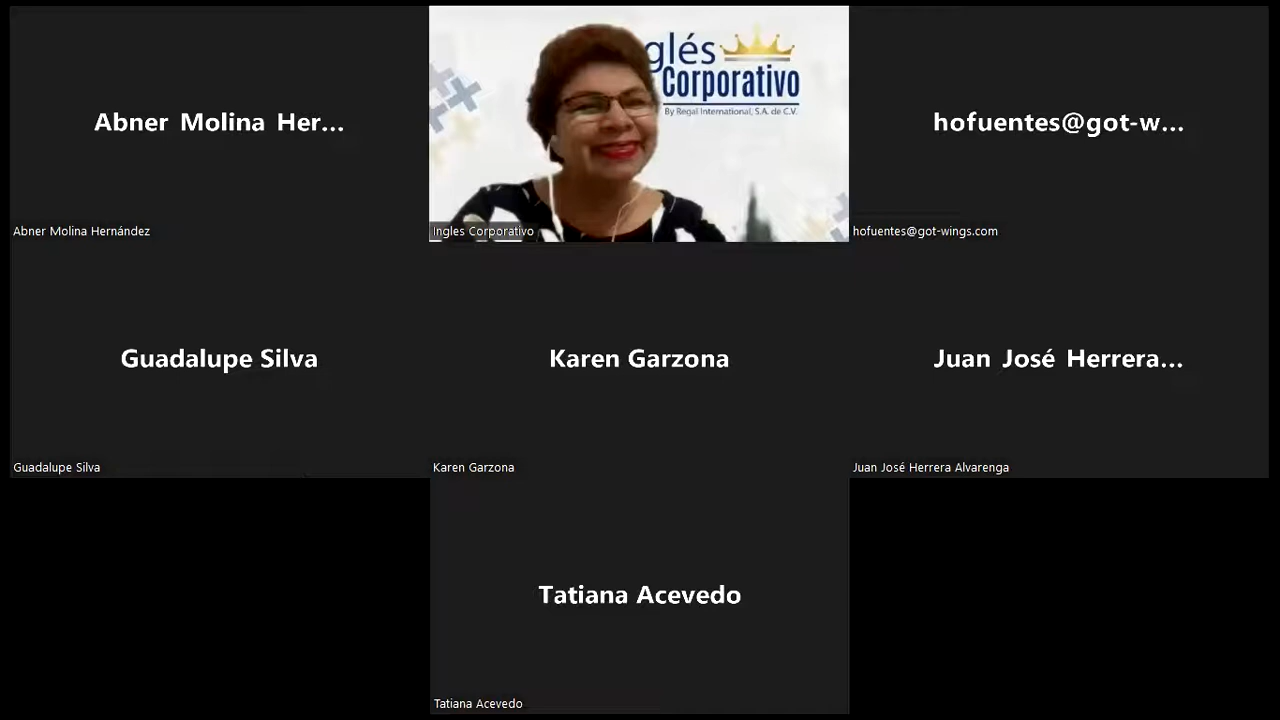 Abner Molina Her...
Abner Molina Hernández
glés
Corporativo
By Regal International, S.A. de C.V.
Ingles Corporativo
hofuentes@got-w...
hofuentes@got-wings.com
Guadalupe Silva
Guadalupe Silva
Karen Garzona
Karen Garzona
Juan José Herrera...
Juan José Herrera Alvarenga
Tatiana Acevedo
Tatiana Acevedo